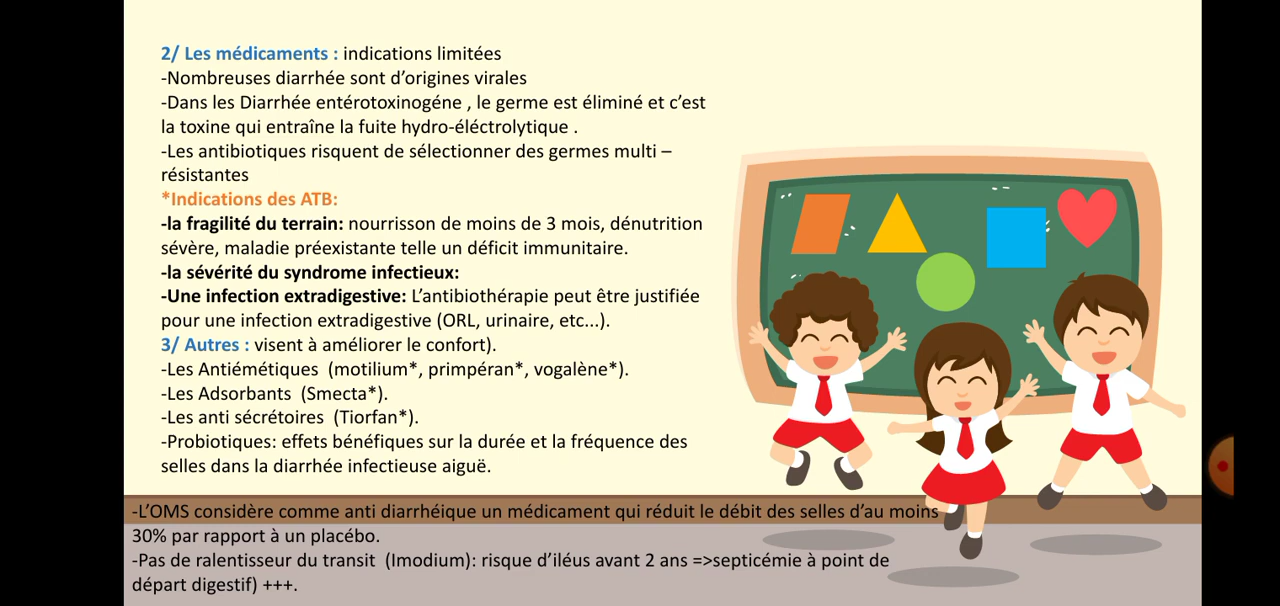 2/ Les médicaments : indications limitées
-Nombreuses diarrhée sont d’origines virales
-Dans les Diarrhée entérotoxinogéne , le germe est éliminé et c’est
la toxine qui entraîne la fuite hydro-éléctrolytique .
-Les antibiotiques risquent de sélectionner des germes multi –
résistantes
*Indications des ATB:
-la fragilité du terrain: nourrisson de moins de 3 mois, dénutrition
sévère, maladie préexistante telle un déficit immunitaire.
-la sévérité du syndrome infectieux:
-Une infection extradigestive: L’antibiothérapie peut être justifiée
pour une infection extradigestive (ORL, urinaire, etc...).
3/ Autres : visent à améliorer le confort).
-Les Antiémétiques  (motilium*, primpéran*, vogalène*).
-Les Adsorbants  (Smecta*).
-Les anti sécrétoires  (Tiorfan*).
-Probiotiques: effets bénéfiques sur la durée et la fréquence des
selles dans la diarrhée infectieuse aiguë.
-L’OMS considère comme anti diarrhéique un médicament qui réduit le débit des selles d’au moins
30% par rapport à un placébo.
-Pas de ralentisseur du transit  (Imodium): risque d’iléus avant 2 ans =>septicémie à point de
départ digestif) +++.